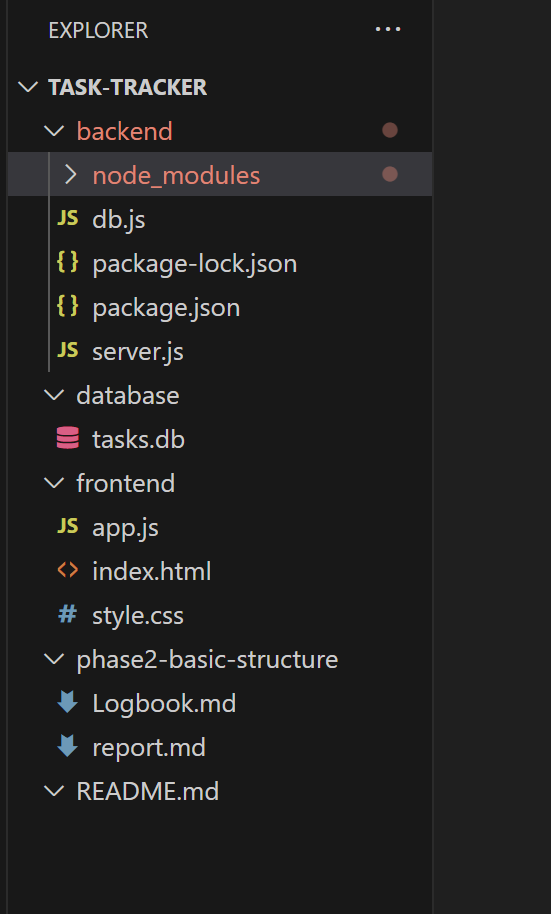 EXPLORER ...
TASK-TRACKER
backend
node_modules
JS db.js
{} package-lock.json
{} package.json
JS server.js
database
tasks.db
frontend
JS app.js
<> index.html
# style.css
phase2-basic-structure
Logbook.md
report.md
README.md